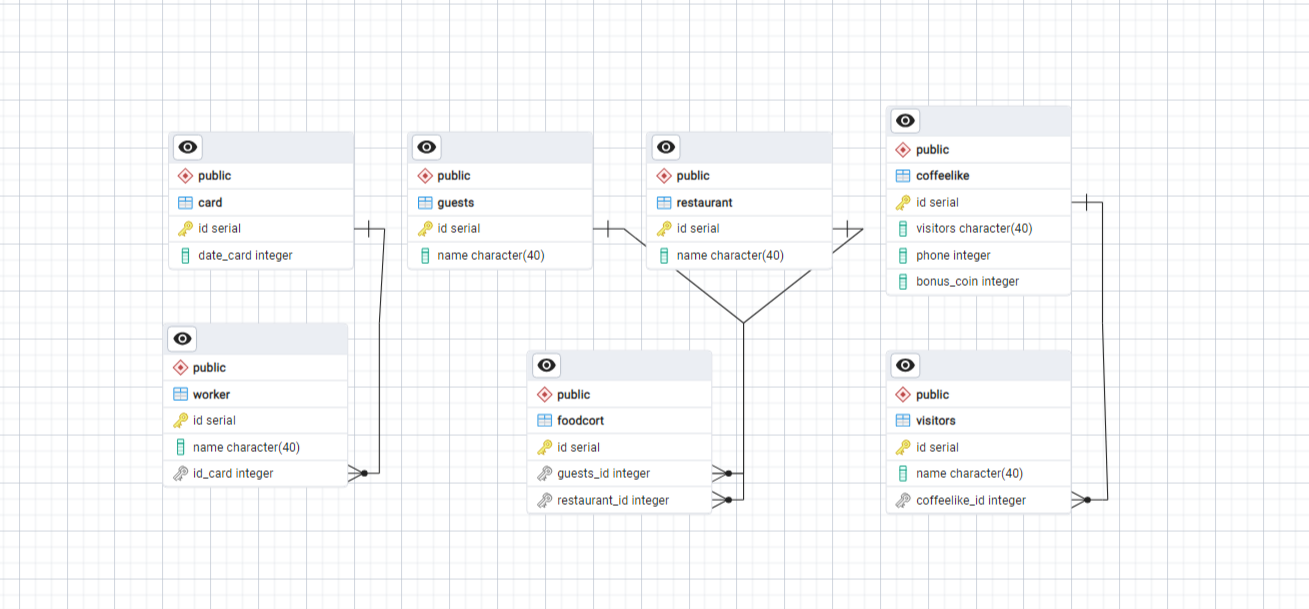 public
card
id serial
date_card integer
public
guests
id serial
name character(40)
public
restaurant
id serial
name character(40)
public
coffeelike
id serial
visitors character(40)
phone integer
bonus_coin integer
public
worker
id serial
name character(40)
id_card integer
public
foodcort
id serial
guests_id integer
restaurant_id integer
public
visitors
id serial
name character(40)
coffeelike_id integer